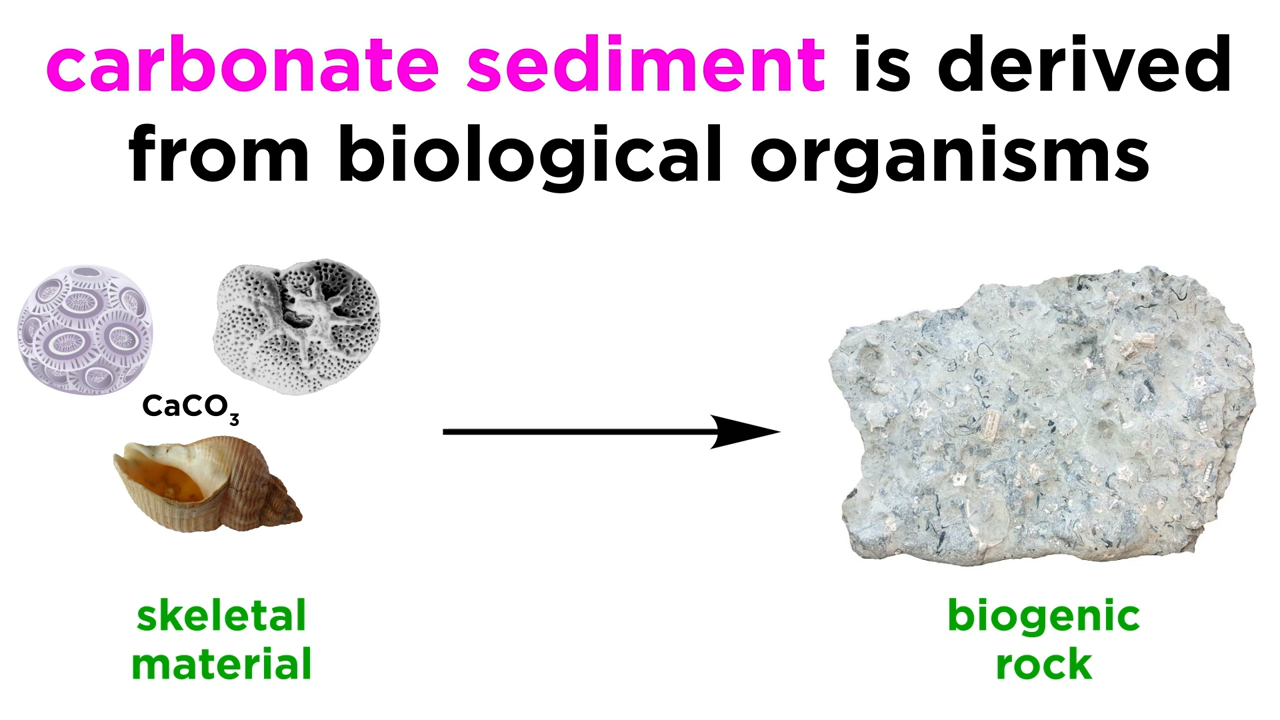 carbonate sediment is derived
from biological organisms
CaCO₃
skeletal
material
biogenic
rock